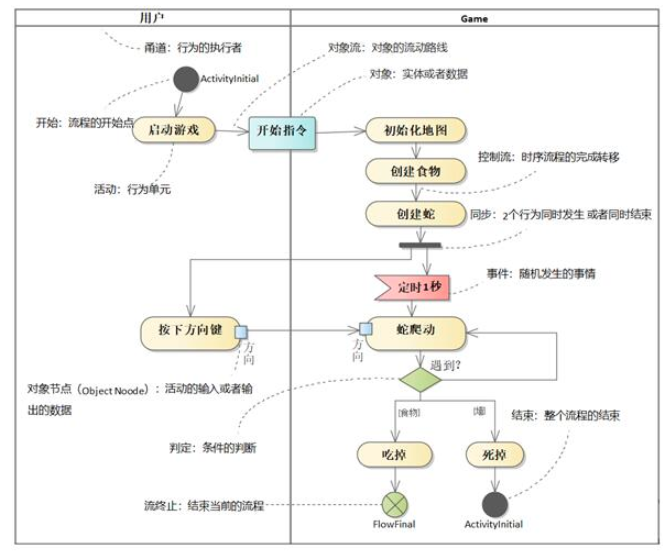 用户
Game
甬道：行为的执行者
对象流：对象的流动路线
ActivityInitial
对象：实体或者数据
开始：流程的开始点
启动游戏
开始指令
初始化地图
控制流：时序流程的完成转移
创建食物
活动：行为单元
创建蛇
同步：2个行为同时发生 或者同时结束
事件：随机发生的事情
定时1秒
按下方向键
方向
方向
蛇爬动
遇到？
对象节点（Object Noode）：活动的输入或者输
出的数据
[食物]
[墙]
结束：整个流程的结束
判定：条件的判断
吃掉
死掉
流终止：结束当前的流程
FlowFinal
ActivityInitial